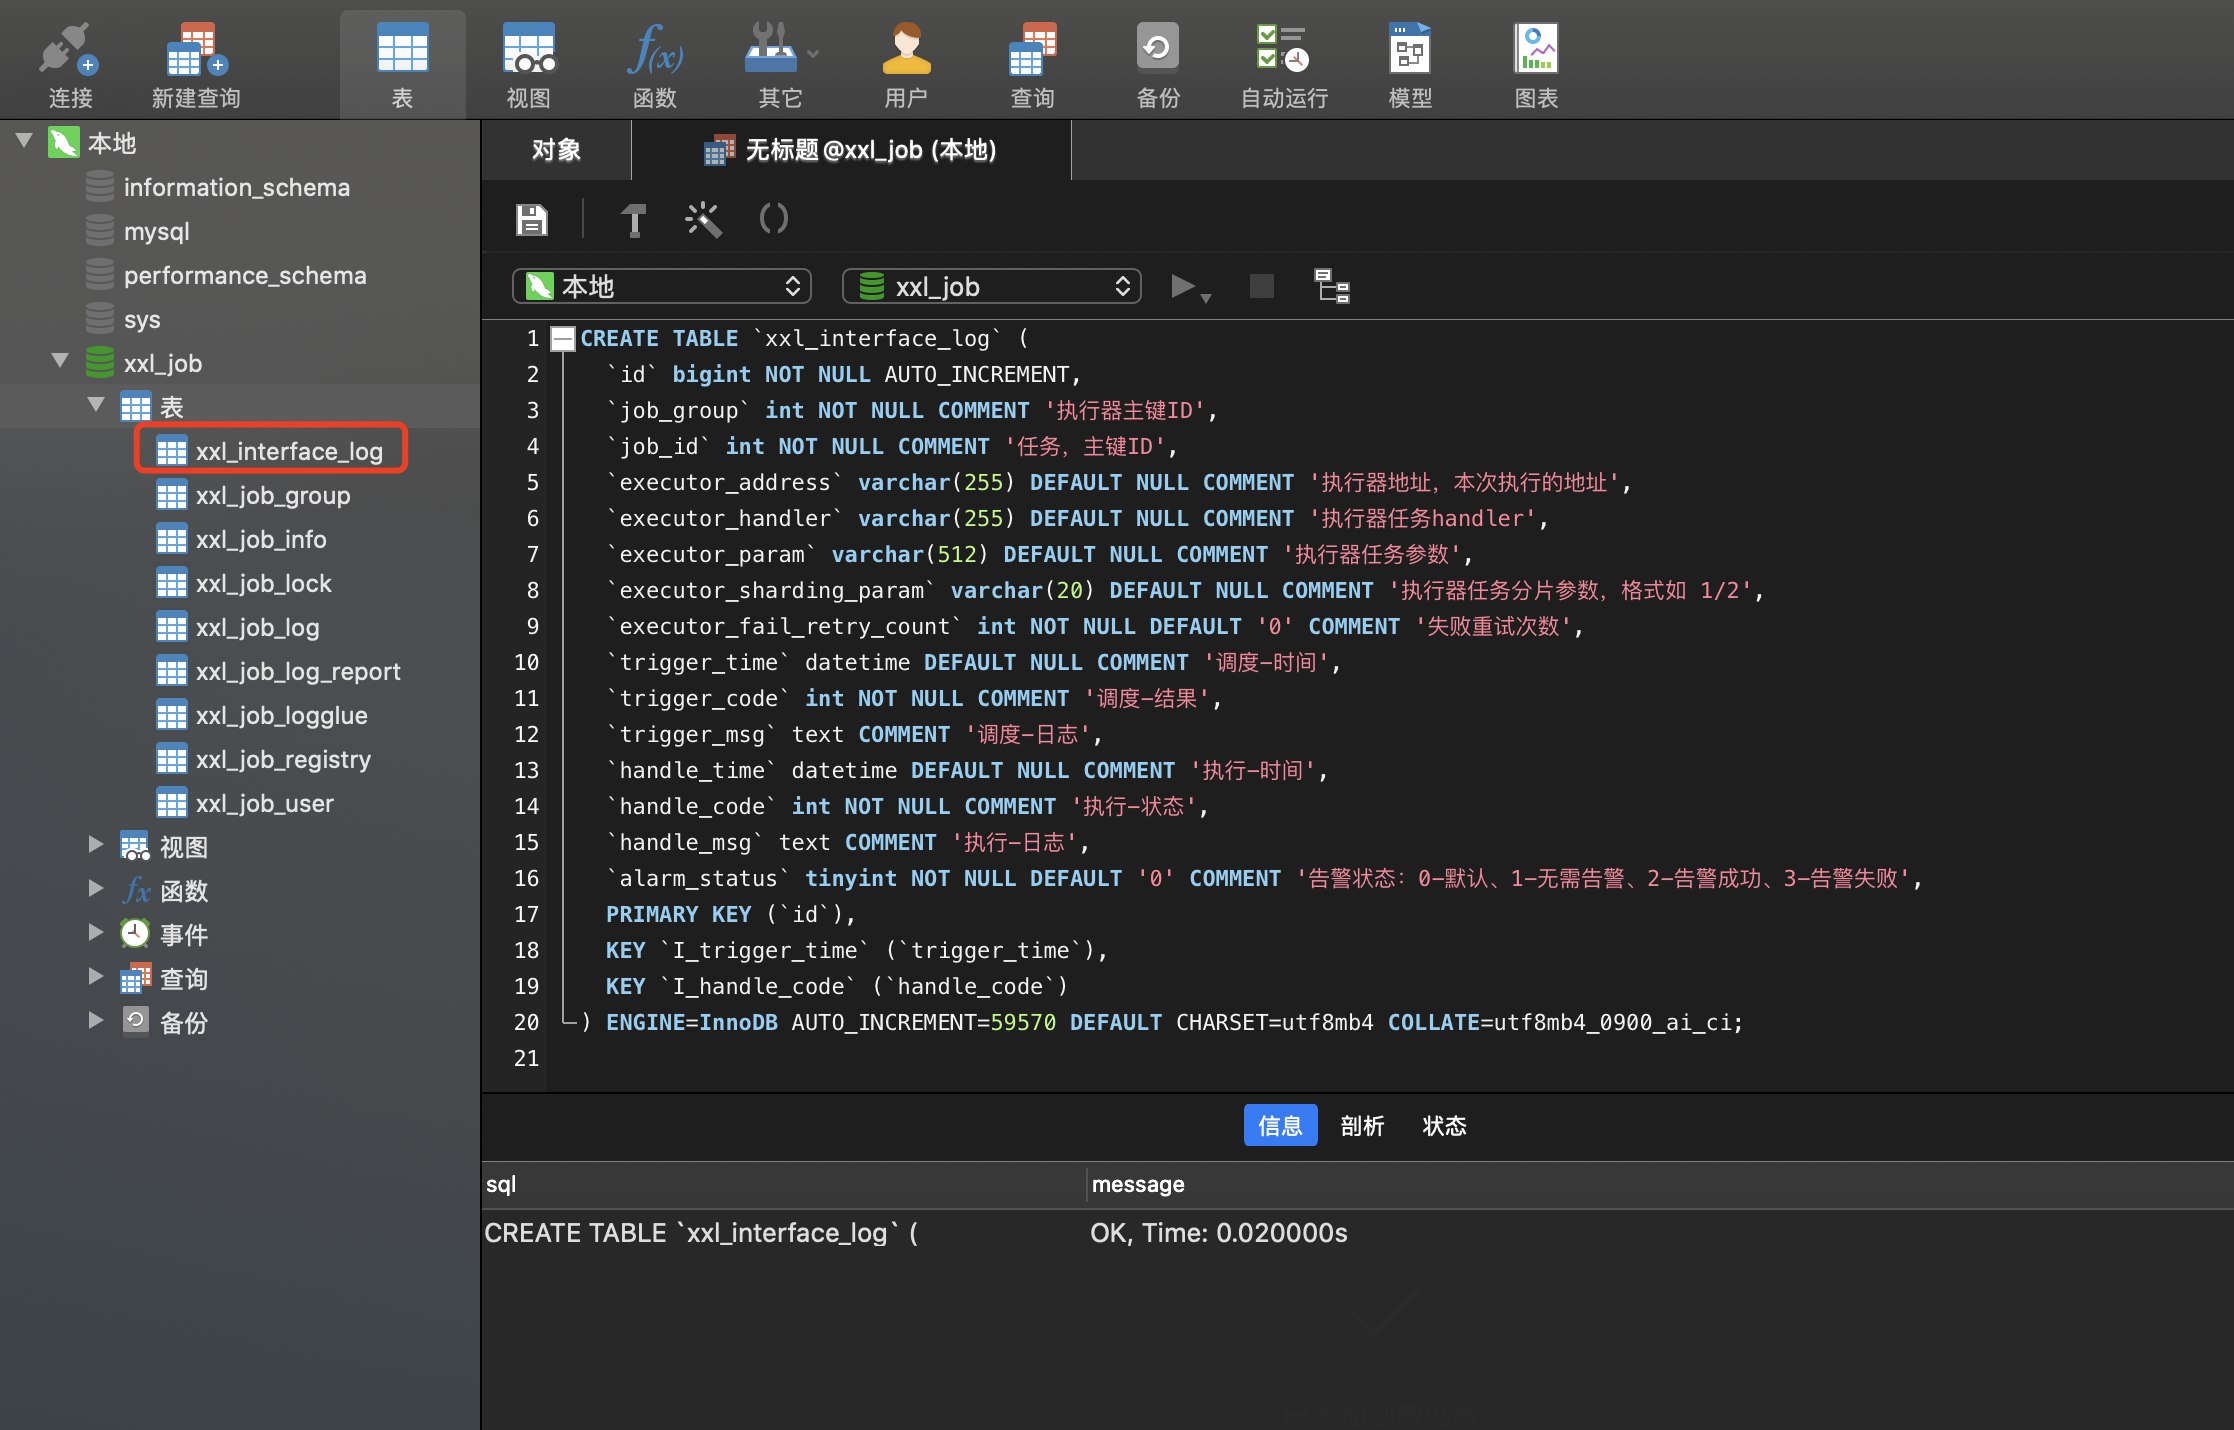 连接
新建查询
表
视图
函数
其它
用户
查询
备份
自动运行
模型
图表
本地
information_schema
mysql
performance_schema
sys
xxl_job
表
xxl_interface_log
xxl_job_group
xxl_job_info
xxl_job_lock
xxl_job_log
xxl_job_log_report
xxl_job_logglue
xxl_job_registry
xxl_job_user
视图
函数
事件
查询
备份
对象
无标题@xxl_job (本地)
本地
xxl_job
1 CREATE TABLE `xxl_interface_log` (
2 `id` bigint NOT NULL AUTO_INCREMENT,
3 `job_group` int NOT NULL COMMENT '执行器主键ID',
4 `job_id` int NOT NULL COMMENT '任务，主键ID',
5 `executor_address` varchar(255) DEFAULT NULL COMMENT '执行器地址，本次执行的地址',
6 `executor_handler` varchar(255) DEFAULT NULL COMMENT '执行器任务handler',
7 `executor_param` varchar(512) DEFAULT NULL COMMENT '执行器任务参数',
8 `executor_sharding_param` varchar(20) DEFAULT NULL COMMENT '执行器任务分片参数，格式如 1/2',
9 `executor_fail_retry_count` int NOT NULL DEFAULT '0' COMMENT '失败重试次数',
10 `trigger_time` datetime DEFAULT NULL COMMENT '调度-时间',
11 `trigger_code` int NOT NULL COMMENT '调度-结果',
12 `trigger_msg` text COMMENT '调度-日志',
13 `handle_time` datetime DEFAULT NULL COMMENT '执行-时间',
14 `handle_code` int NOT NULL COMMENT '执行-状态',
15 `handle_msg` text COMMENT '执行-日志',
16 `alarm_status` tinyint NOT NULL DEFAULT '0' COMMENT '告警状态：0-默认、1-无需告警、2-告警成功、3-告警失败',
17 PRIMARY KEY (`id`),
18 KEY `I_trigger_time` (`trigger_time`),
19 KEY `I_handle_code` (`handle_code`)
20 ) ENGINE=InnoDB AUTO_INCREMENT=59570 DEFAULT CHARSET=utf8mb4 COLLATE=utf8mb4_0900_ai_ci;
21
信息
剖析
状态
sql
message
CREATE TABLE `xxl_interface_log` (
OK, Time: 0.020000s